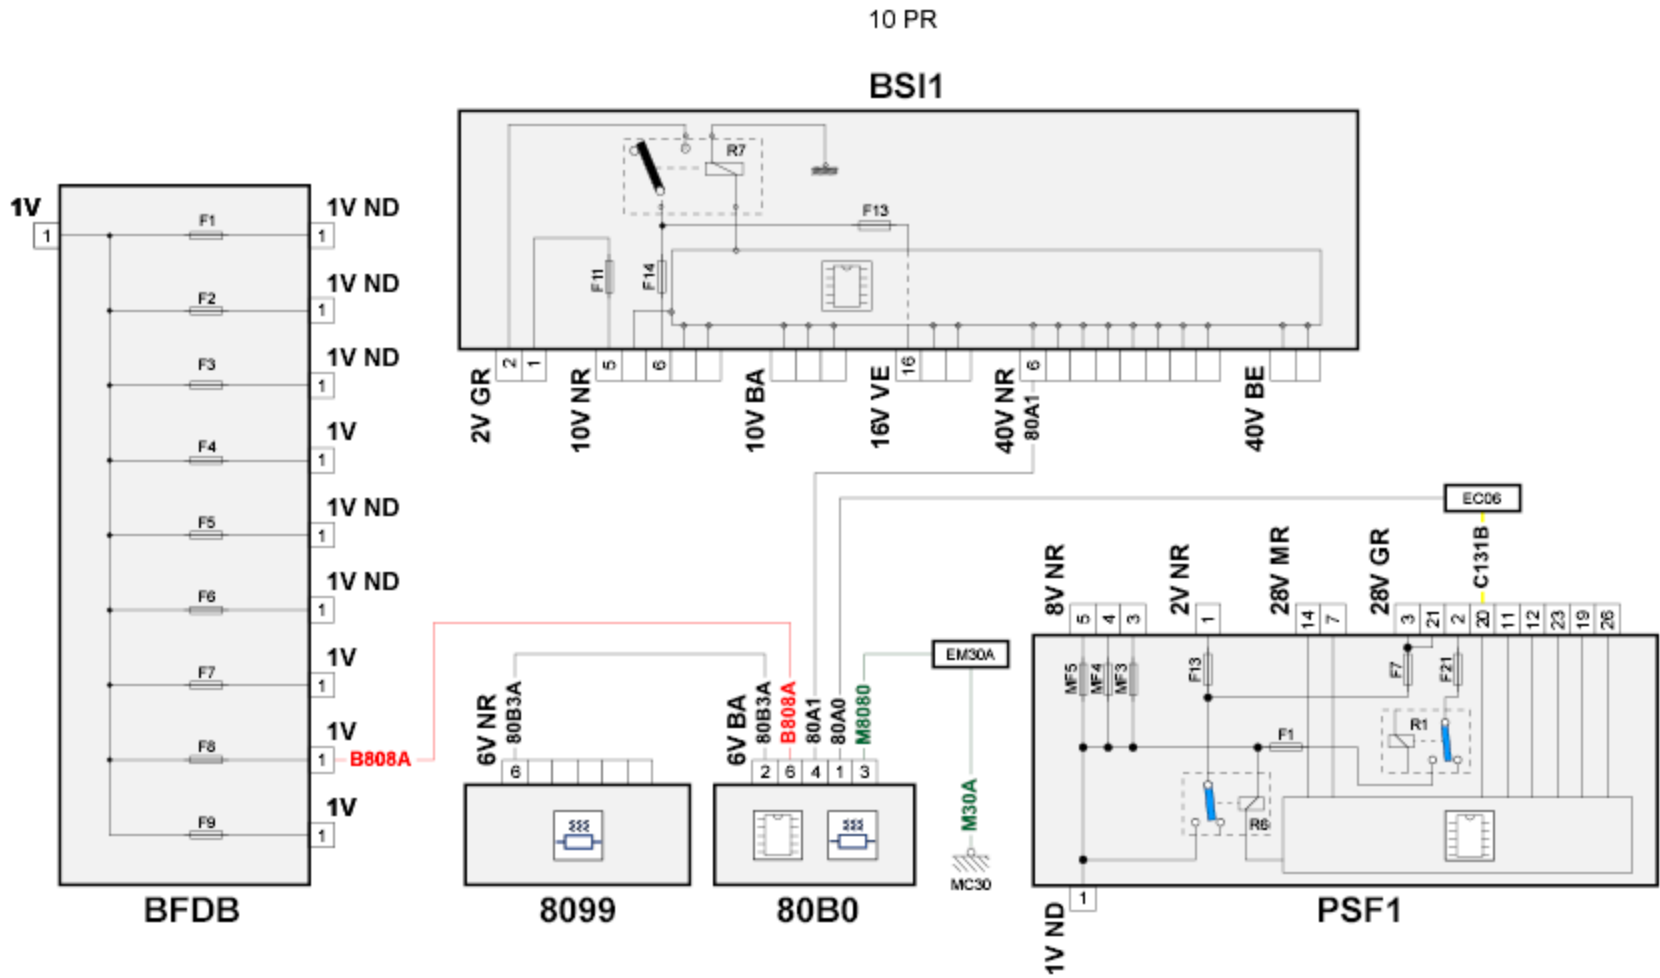 10 PR
BSI1
R7
F13
F11
F14
2V GR
2
1
10V NR
5
6
10V BA
16V VE
16
40V NR
6
80A1
40V BE
1V
1
F1
1V ND
1
F2
1V ND
1
F3
1V ND
1
F4
1V
1
F5
1V ND
1
F6
1V ND
1
F7
1V
1
F8
1V
1
B808A
F9
1V
1
BFDB
6V NR
80B3A
6
8099
6V BA
80B3A
B808A
80A1
80A0
M8080
2
6
4
1
3
80B0
EM30A
M30A
MC30
EC06
C131B
8V NR
5
4
3
2V NR
1
28V MR
14
7
28V GR
3
21
2
20
11
12
23
19
26
MF5
MF4
MF3
F13
F7
F21
R1
F1
R6
1V ND
1
PSF1